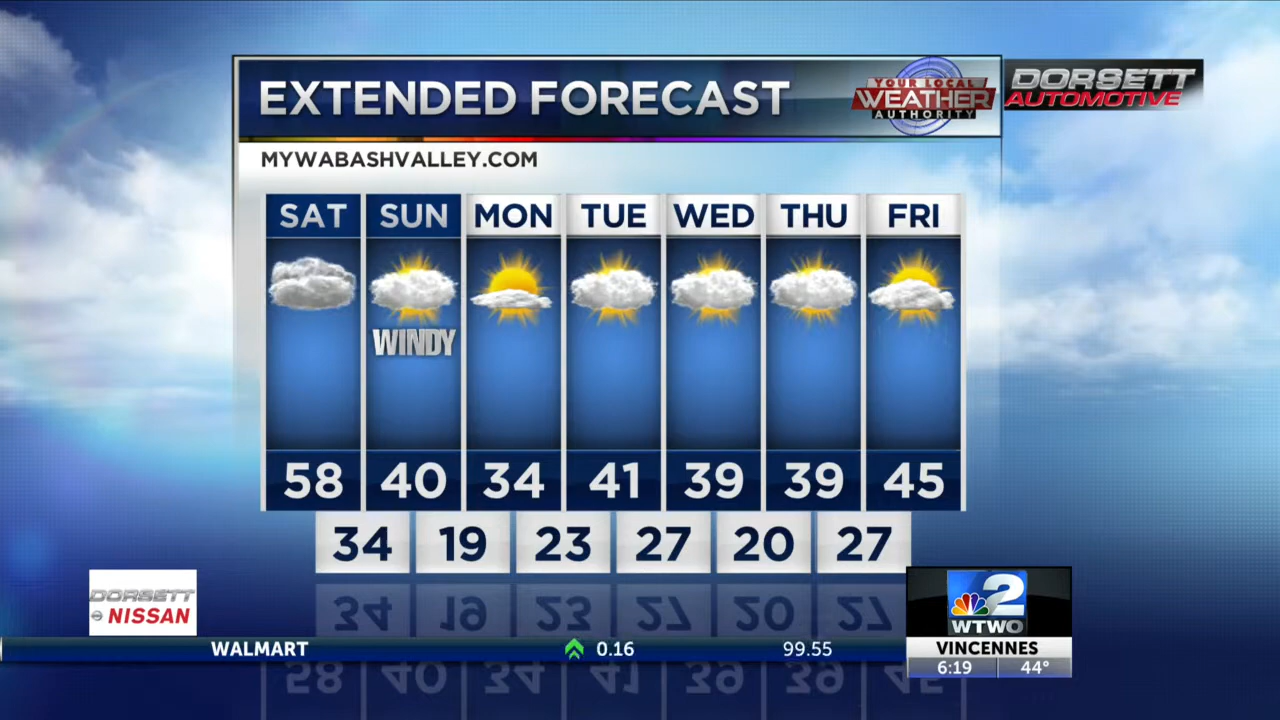 EXTENDED FORECAST
YOUR LOCAL
WEATHER
AUTHORITY
DORSETT
AUTOMOTIVE
MYWABASHVALLEY.COM
SAT SUN MON TUE WED THU FRI
WINDY
58 40 34 41 39 39 45
34 19 23 27 20 27
DORSETT
NISSAN
WALMART 0.16 99.55
2
WTWO
VINCENNES
6:19 44°